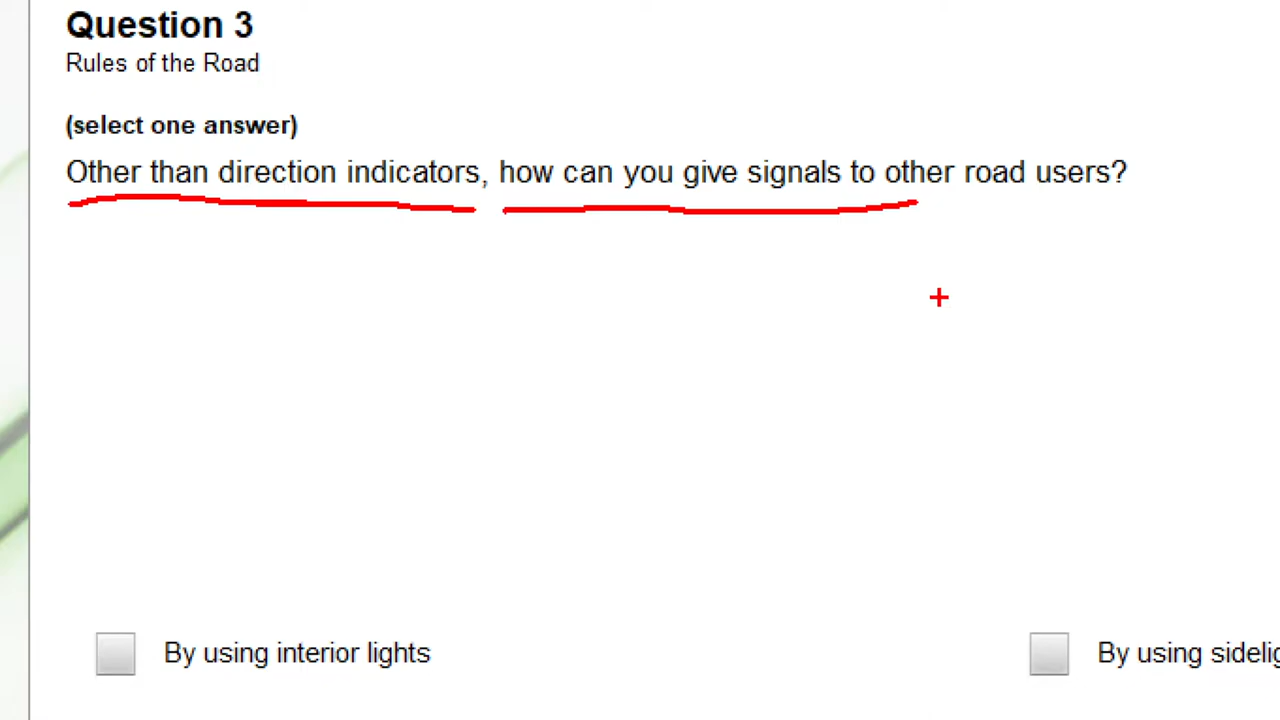 Question 3
Rules of the Road
(select one answer)
Other than direction indicators, how can you give signals to other road users?
By using interior lights
By using